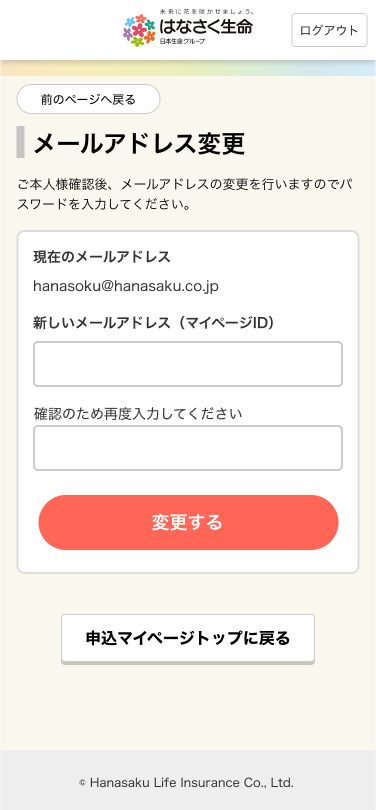 未来に花を咲かせましょう。
はなさく生命
日本生命グループ
ログアウト
前のページへ戻る
メールアドレス変更
ご本人様確認後、メールアドレスの変更を行いますのでパ
スワードを入力してください。
現在のメールアドレス
hanasoku@hanasaku.co.jp
新しいメールアドレス（マイページID）
確認のため再度入力してください
変更する
申込マイページトップに戻る
© Hanasaku Life Insurance Co., Ltd.